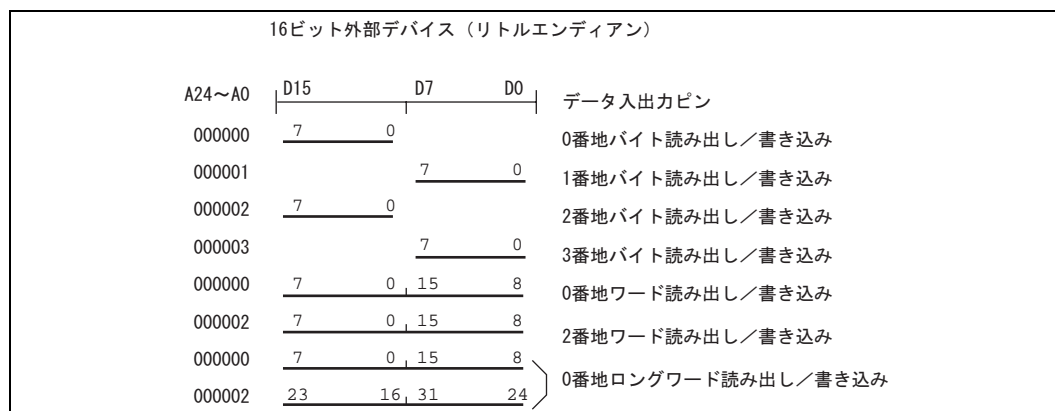 16ビット外部デバイス（リトルエンディアン）
A24～A0 D15 D7 D0 データ入出力ピン
000000 7 0 0番地バイト読み出し／書き込み
000001 7 0 1番地バイト読み出し／書き込み
000002 7 0 2番地バイト読み出し／書き込み
000003 7 0 3番地バイト読み出し／書き込み
000000 7 0 15 8 0番地ワード読み出し／書き込み
000002 7 0 15 8 2番地ワード読み出し／書き込み
000000 7 0 15 8
0番地ロングワード読み出し／書き込み
000002 23 16 31 24